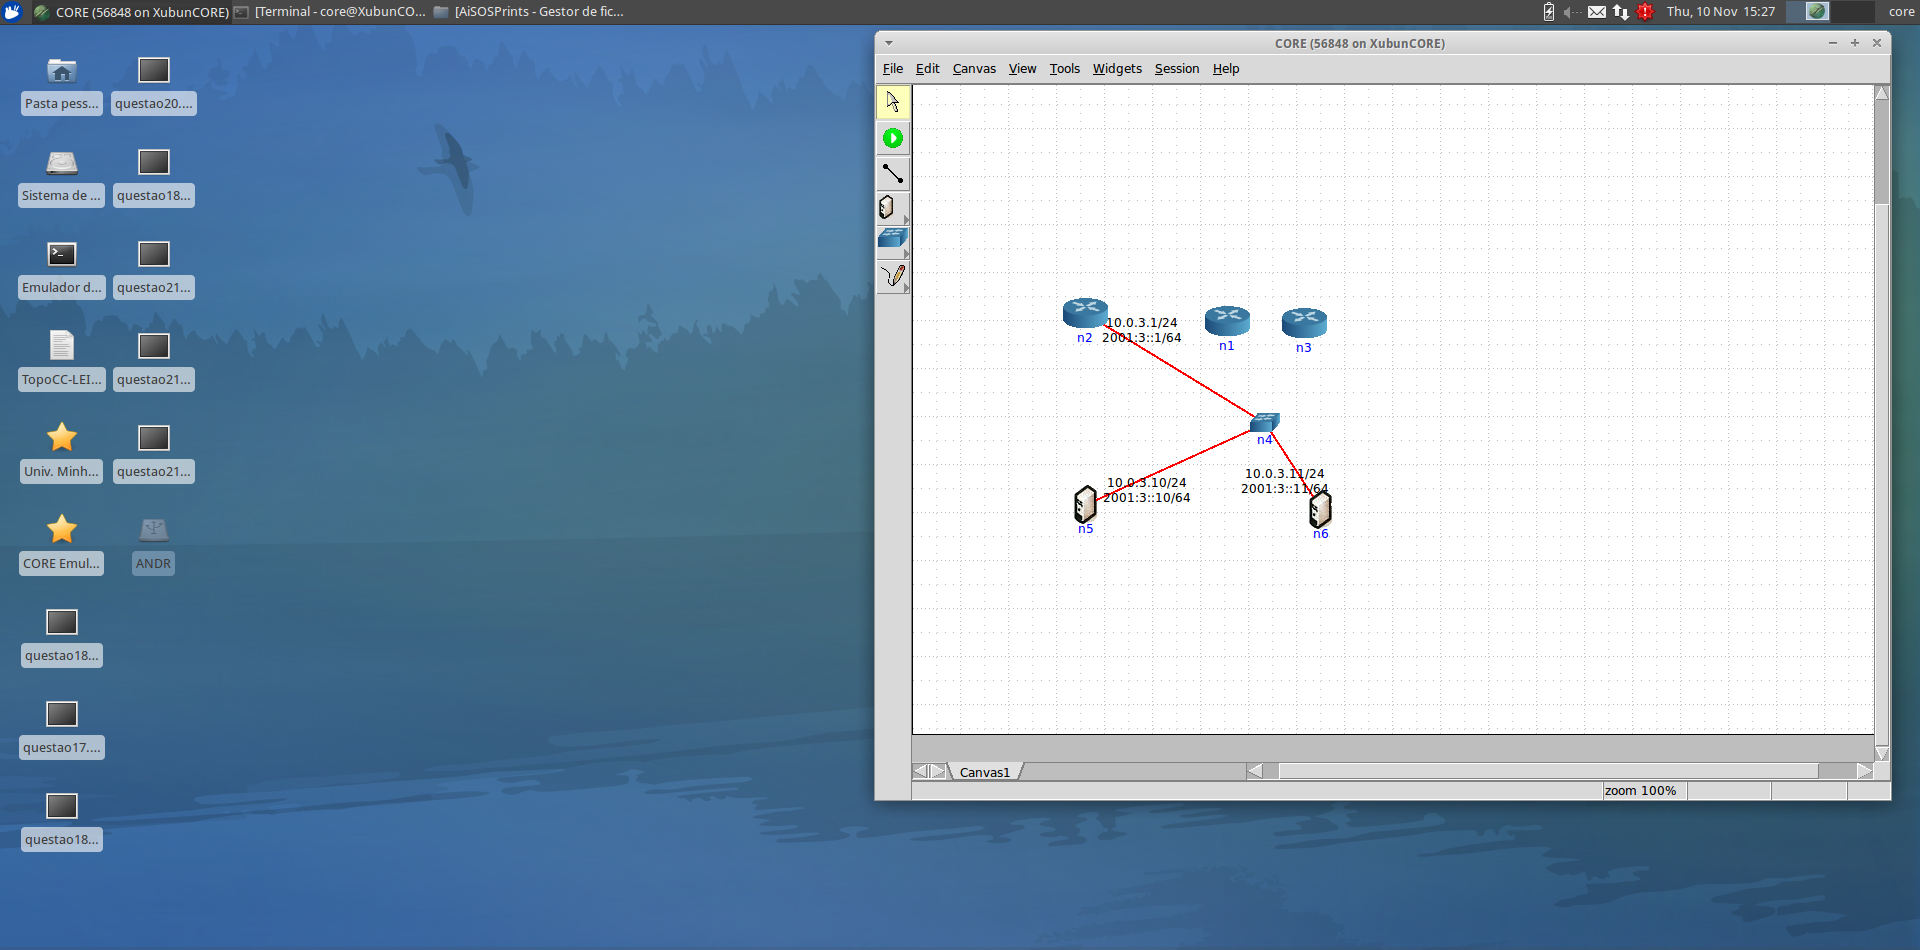 CORE (56848 on XubunCORE)
[Terminal - core@XubunCO...
[AiSOSPrints - Gestor de fic...
Thu, 10 Nov 15:27
core
Pasta pess...
questao20....
Sistema de ...
questao18...
Emulador d...
questao21...
TopoCC-LEI...
questao21...
Univ. Minh...
questao21...
CORE Emul...
ANDR
questao18...
questao17....
questao18...
CORE (56848 on XubunCORE)
File Edit Canvas View Tools Widgets Session Help
10.0.3.1/24
2001:3::1/64
n2
n1
n3
n4
10.0.3.10/24
2001:3::10/64
n5
10.0.3.11/24
2001:3::11/64
n6
Canvas1
zoom 100%